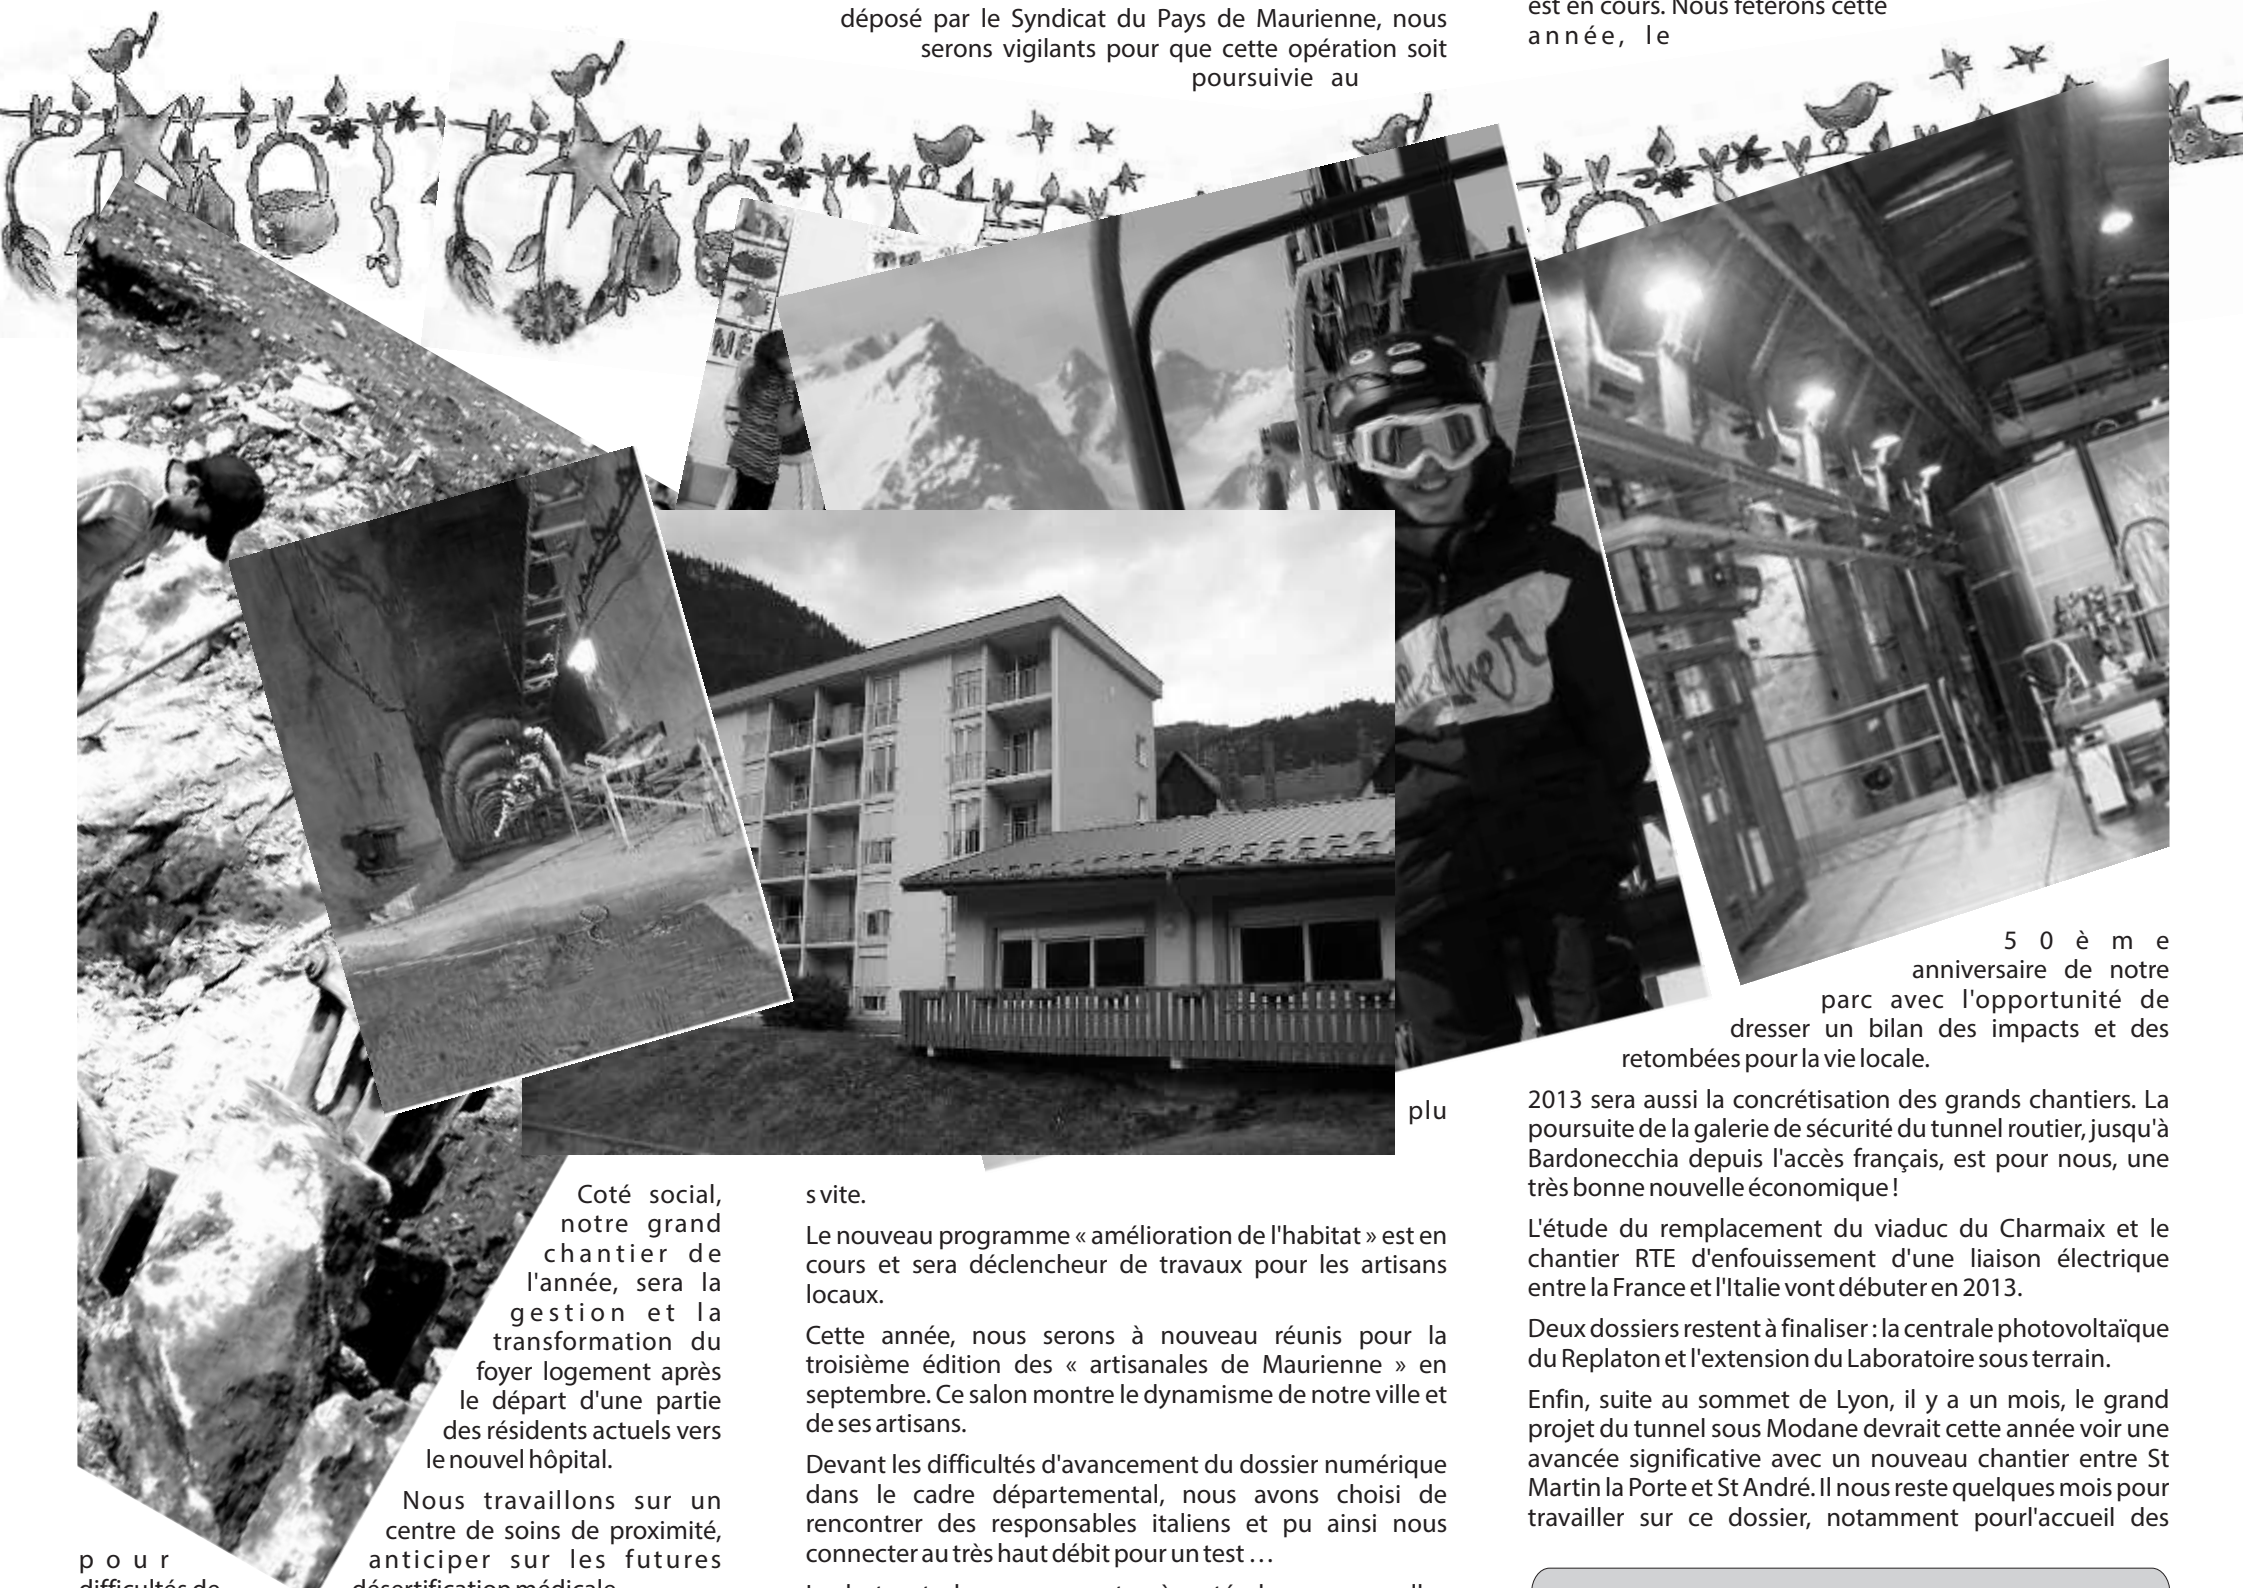 Coté social,
notre grand
chantier de
l'année, sera la
gestion et la
transformation du
foyer logement après
le départ d'une partie
des résidents actuels vers
le nouvel hôpital.
Nous travaillons sur un
centre de soins de proximité,
pour anticiper sur les futures
difficultés de désertification médicale
déposé par le Syndicat du Pays de Maurienne, nous
serons vigilants pour que cette opération soit
poursuivie au
plu
s vite.
Le nouveau programme « amélioration de l'habitat » est en
cours et sera déclencheur de travaux pour les artisans
locaux.
Cette année, nous serons à nouveau réunis pour la
troisième édition des « artisanales de Maurienne » en
septembre. Ce salon montre le dynamisme de notre ville et
de ses artisans.
Devant les difficultés d'avancement du dossier numérique
dans le cadre départemental, nous avons choisi de
rencontrer des responsables italiens et pu ainsi nous
connecter au très haut débit pour un test …
est en cours. Nous fêterons cette
année, le
50ème
anniversaire de notre
parc avec l'opportunité de
dresser un bilan des impacts et des
retombées pour la vie locale.
2013 sera aussi la concrétisation des grands chantiers. La
poursuite de la galerie de sécurité du tunnel routier, jusqu'à
Bardonecchia depuis l'accès français, est pour nous, une
très bonne nouvelle économique !
L'étude du remplacement du viaduc du Charmaix et le
chantier RTE d'enfouissement d'une liaison électrique
entre la France et l'Italie vont débuter en 2013.
Deux dossiers restent à finaliser : la centrale photovoltaïque
du Replaton et l'extension du Laboratoire sous terrain.
Enfin, suite au sommet de Lyon, il y a un mois, le grand
projet du tunnel sous Modane devrait cette année voir une
avancée significative avec un nouveau chantier entre St
Martin la Porte et St André. Il nous reste quelques mois pour
travailler sur ce dossier, notamment pourl'accueil des